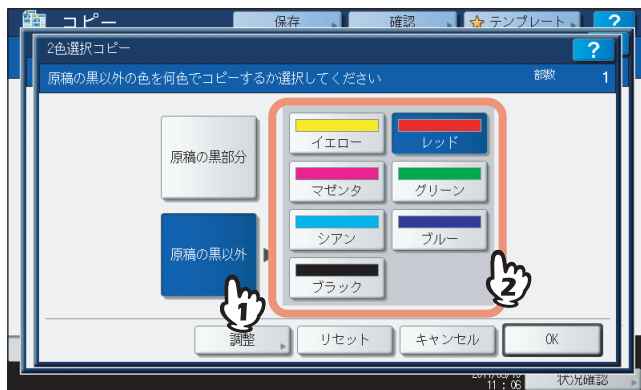 コピー 保存 確認 テンプレート ?
2色選択コピー ?
原稿の黒以外の色を何色でコピーするか選択してください 部数 1
イエロー レッド
原稿の黒部分
マゼンタ グリーン
シアン ブルー
原稿の黒以外
ブラック
1 2
調整 リセット キャンセル OK
11:06 状況確認